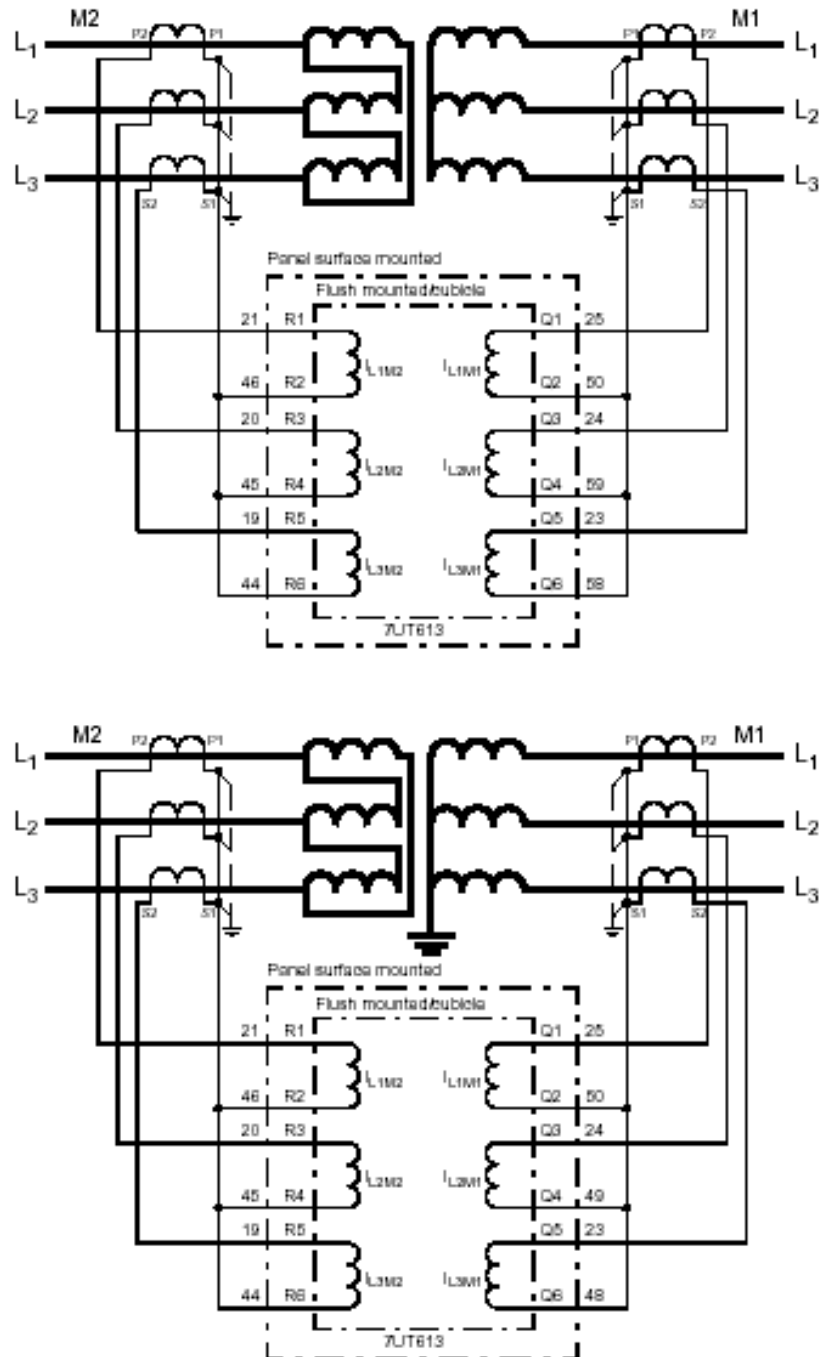 M2 P2 P1 P1 P2 M1
L1 L1
L2 L2
L3 L3
S2 S1 S1 S2
Panel surface mounted
Flush mounted/cubicle
21 R1 Q1 25
IL1M2 IL1M1
46 R2 Q2 50
20 R3 Q3 24
IL2M2 IL2M1
45 R4 Q4 59
19 R5 Q5 23
IL3M2 IL3M1
44 R6 Q6 58
7UT613
M2 P2 P1 P1 P2 M1
L1 L1
L2 L2
L3 L3
S2 S1 S1 S2
Panel surface mounted
Flush mounted/cubicle
21 R1 Q1 25
IL1M2 IL1M1
46 R2 Q2 50
20 R3 Q3 24
IL2M2 IL2M1
45 R4 Q4 49
19 R5 Q5 23
IL3M2 IL3M1
44 R6 Q6 48
7UT613